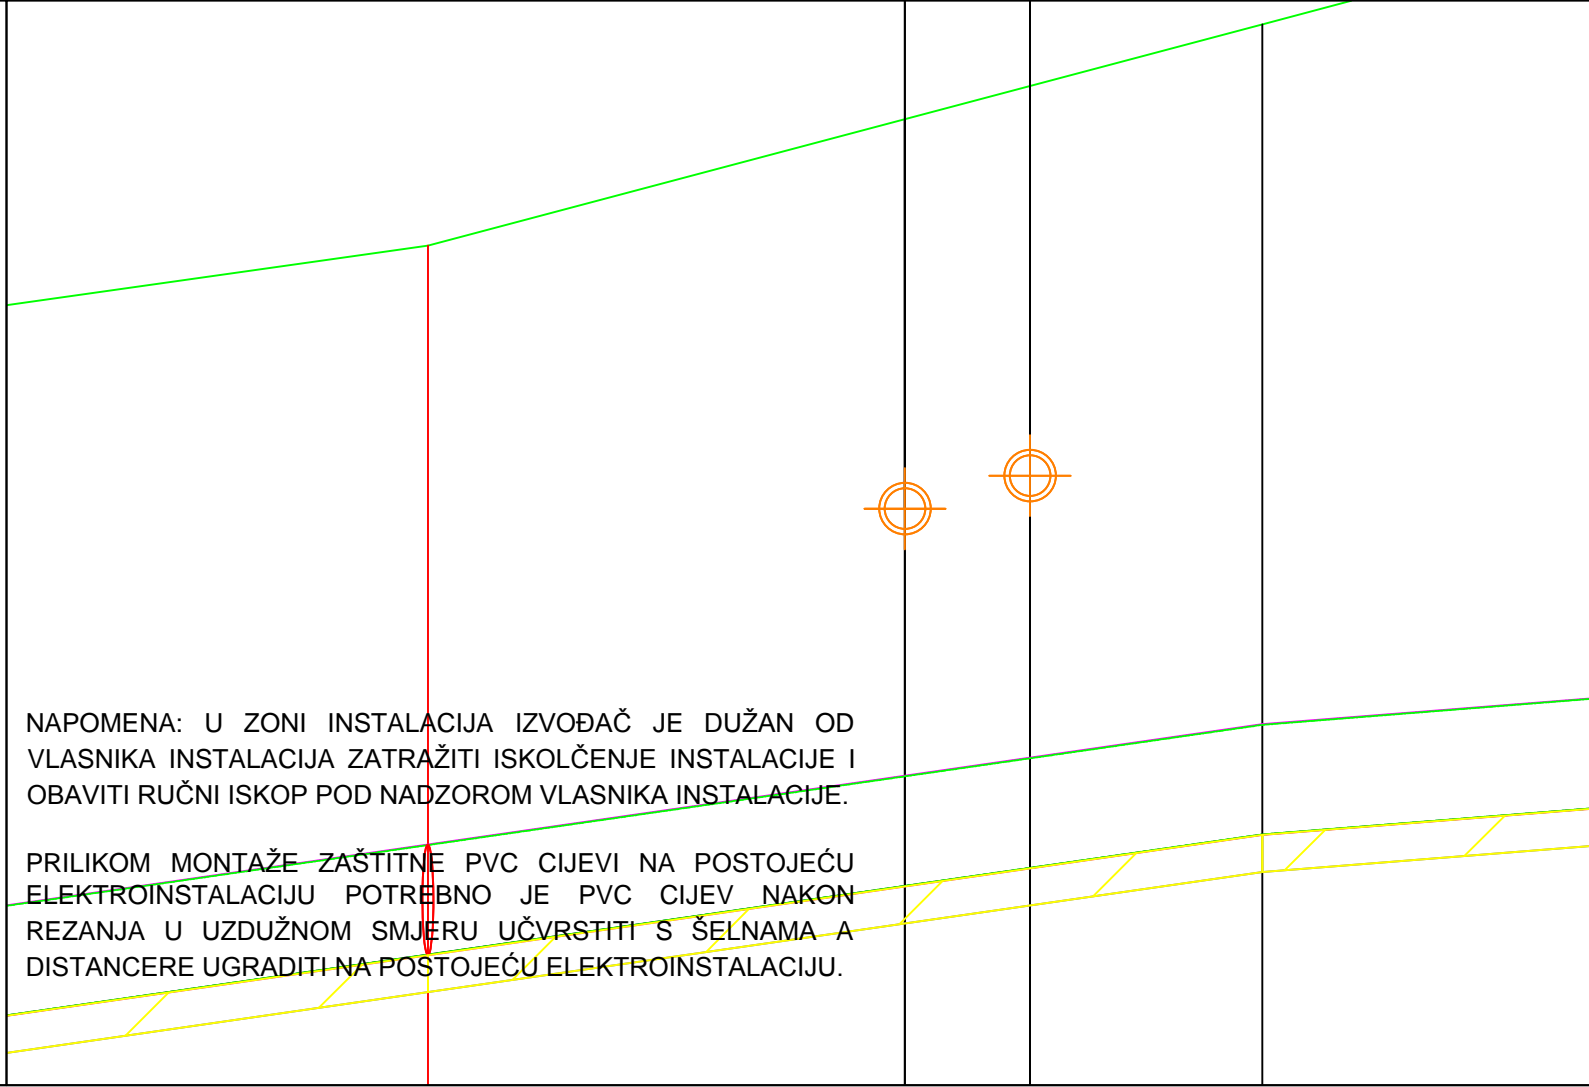 NAPOMENA: U ZONI INSTALACIJA IZVOĐAČ JE DUŽAN OD
VLASNIKA INSTALACIJA ZATRAŽITI ISKOLČENJE INSTALACIJE I
OBAVITI RUČNI ISKOP POD NADZOROM VLASNIKA INSTALACIJE.
PRILIKOM MONTAŽE ZAŠTITNE PVC CIJEVI NA POSTOJEĆU
ELEKTROINSTALACIJU POTREBNO JE PVC CIJEV NAKON
REZANJA U UZDUŽNOM SMJERU UČVRSTITI S ŠELNAMA A
DISTANCERE UGRADITI NA POSTOJEĆU ELEKTROINSTALACIJU.